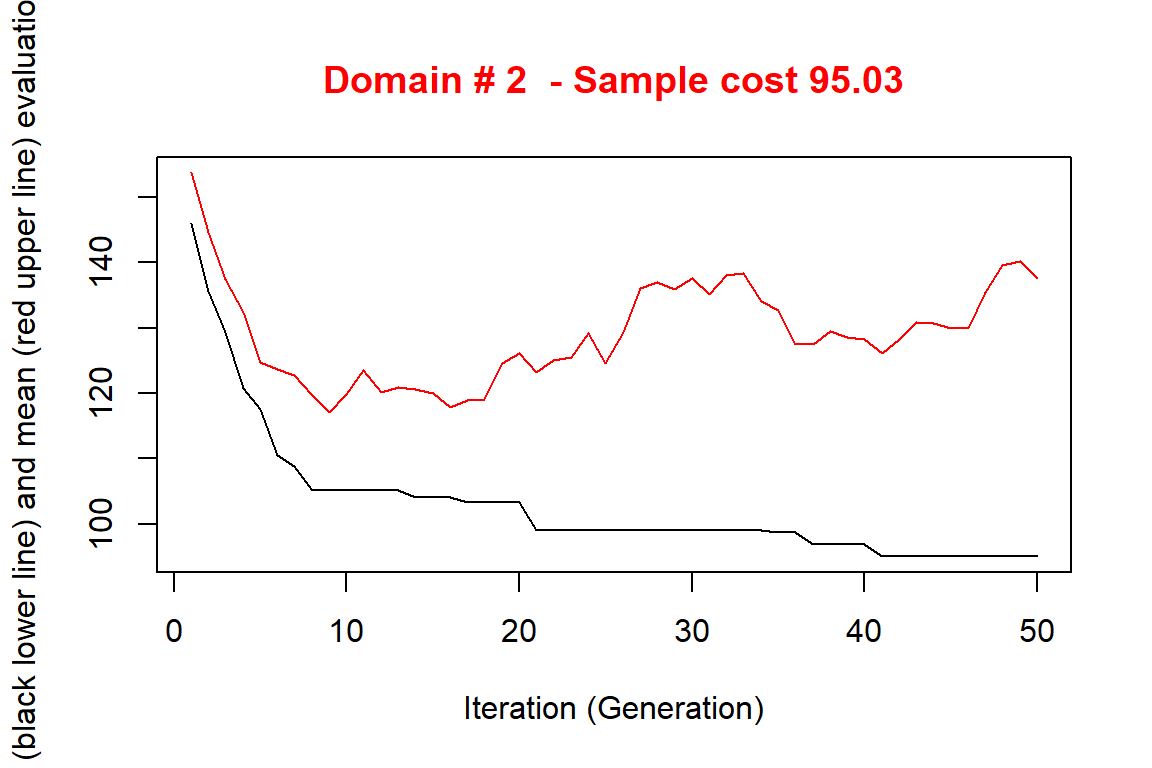 Domain # 2  - Sample cost 95.03
(black lower line) and mean (red upper line) evaluatio
140
120
100
0 10 20 30 40 50
Iteration (Generation)